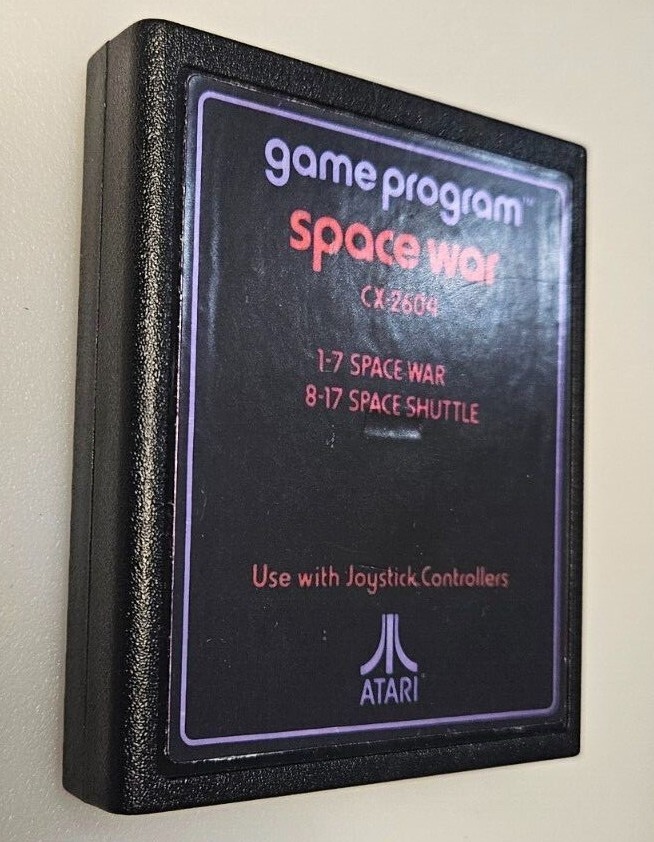 game program™
space war
CX-2604
1-7 SPACE WAR
8-17 SPACE SHUTTLE
Use with Joystick Controllers
ATARI®